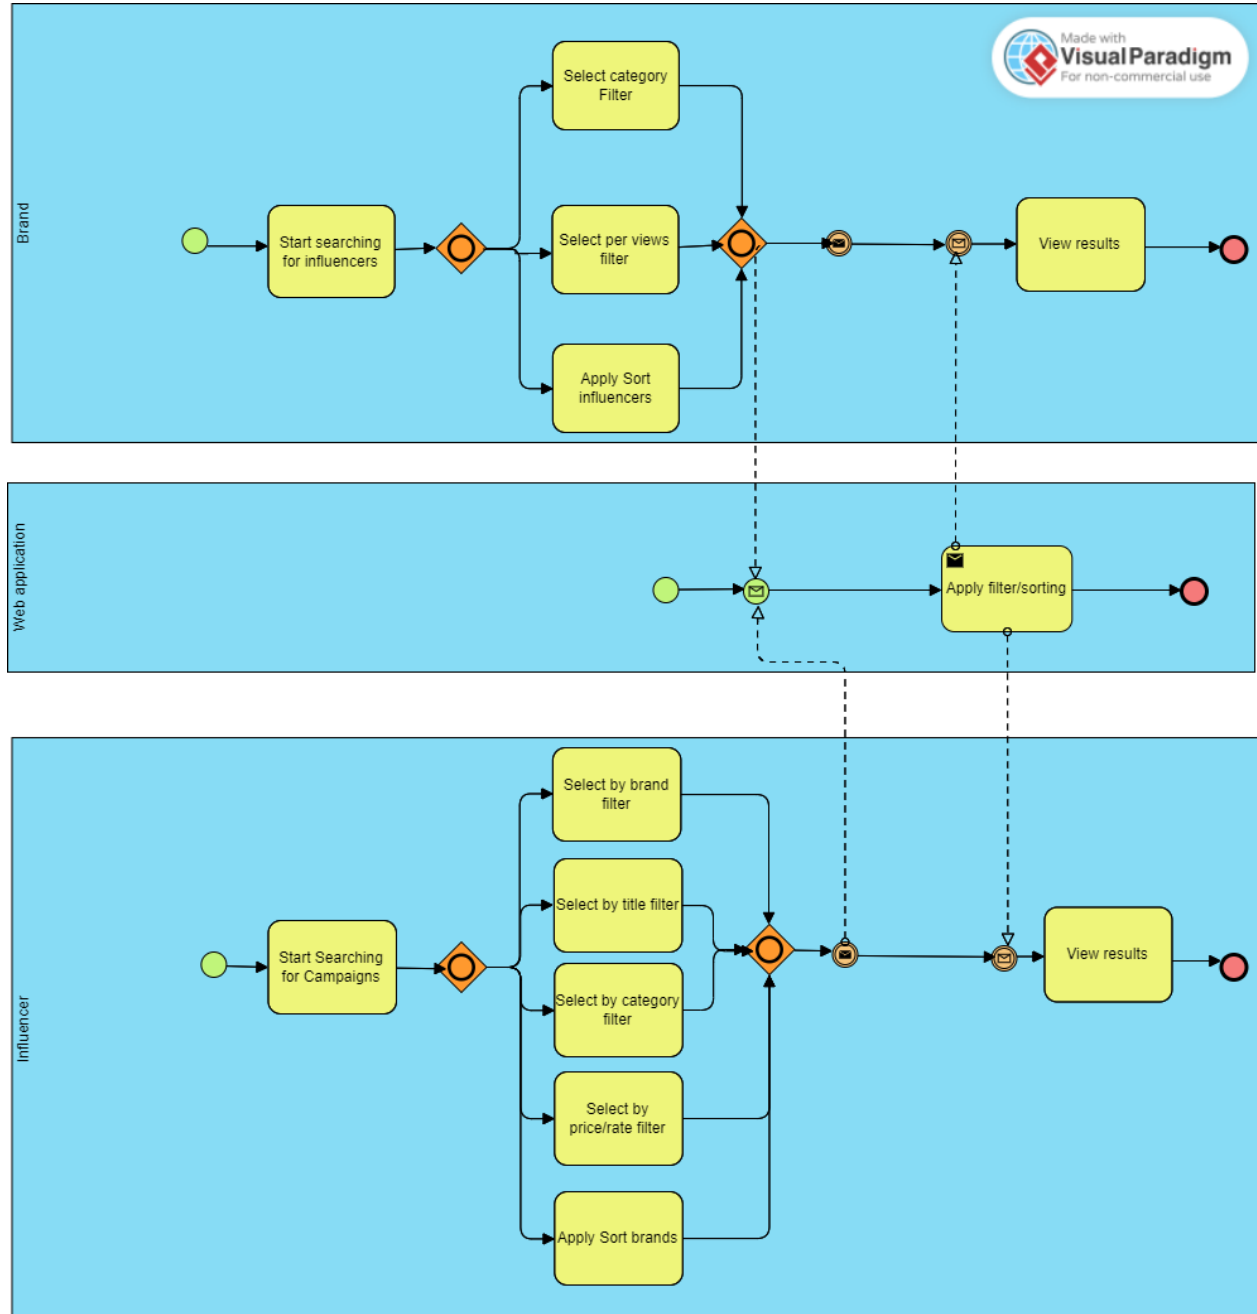 Made with
Visual Paradigm
For non-commercial use
Brand
Select category
Filter
Start searching
for influencers
Select per views
filter
View results
Apply Sort
influencers
Web application
Apply filter/sorting
Influencer
Select by brand
filter
Select by title filter
Start Searching
for Campaigns
View results
Select by category
filter
Select by
price/rate filter
Apply Sort brands